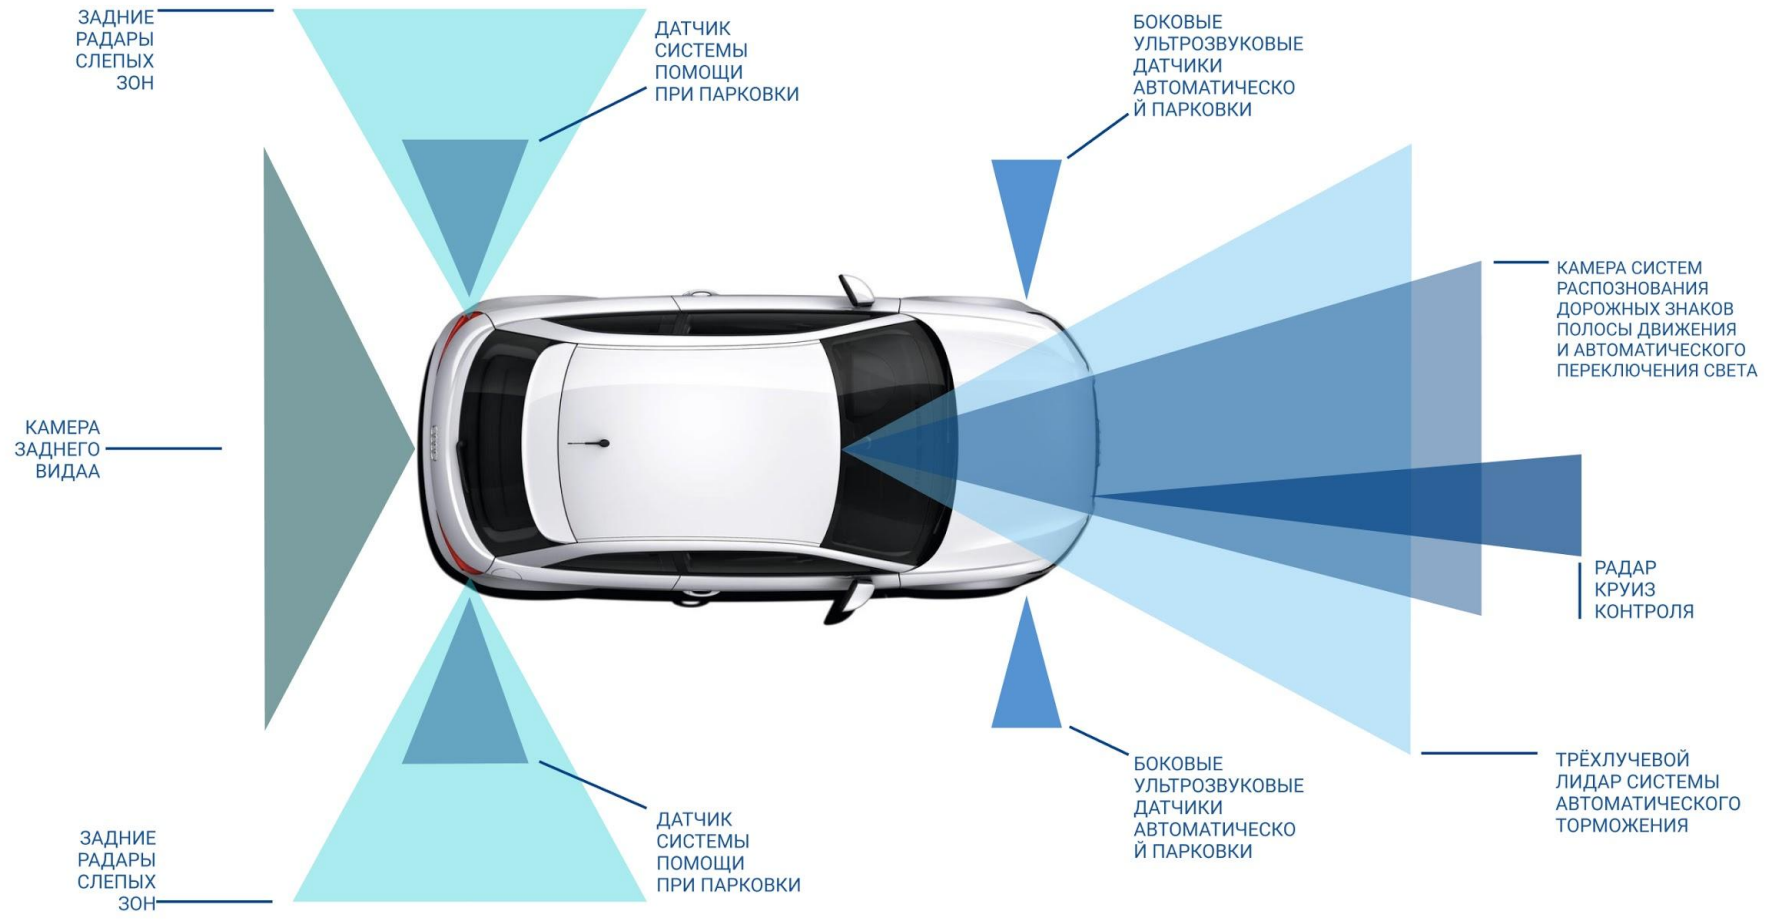 ЗАДНИЕ
РАДАРЫ
СЛЕПЫХ
ЗОН
ДАТЧИК
СИСТЕМЫ
ПОМОЩИ
ПРИ ПАРКОВКИ
БОКОВЫЕ
УЛЬТРОЗВУКОВЫЕ
ДАТЧИКИ
АВТОМАТИЧЕСКО
Й ПАРКОВКИ
КАМЕРА СИСТЕМ
РАСПОЗНОВАНИЯ
ДОРОЖНЫХ ЗНАКОВ
ПОЛОСЫ ДВИЖЕНИЯ
И АВТОМАТИЧЕСКОГО
ПЕРЕКЛЮЧЕНИЯ СВЕТА
КАМЕРА
ЗАДНЕГО
ВИДАА
РАДАР
КРУИЗ
КОНТРОЛЯ
ТРЁХЛУЧЕВОЙ
ЛИДАР СИСТЕМЫ
АВТОМАТИЧЕСКОГО
ТОРМОЖЕНИЯ
БОКОВЫЕ
УЛЬТРОЗВУКОВЫЕ
ДАТЧИКИ
АВТОМАТИЧЕСКО
Й ПАРКОВКИ
ДАТЧИК
СИСТЕМЫ
ПОМОЩИ
ПРИ ПАРКОВКИ
ЗАДНИЕ
РАДАРЫ
СЛЕПЫХ
ЗОН